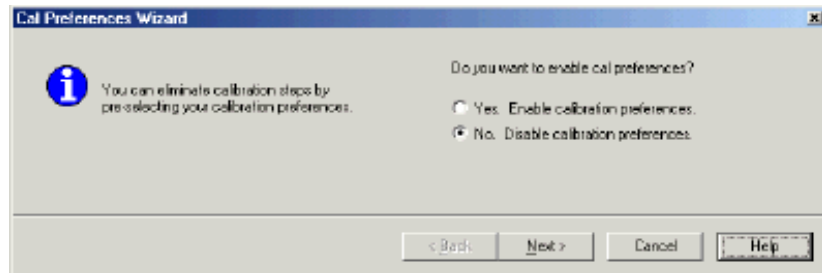 Cal Preferences Wizard
You can eliminate calibration steps by
pre-selecting your calibration preferences.
Do you want to enable cal preferences?
Yes. Enable calibration preferences.
No. Disable calibration preferences.
< Back
Next >
Cancel
Help